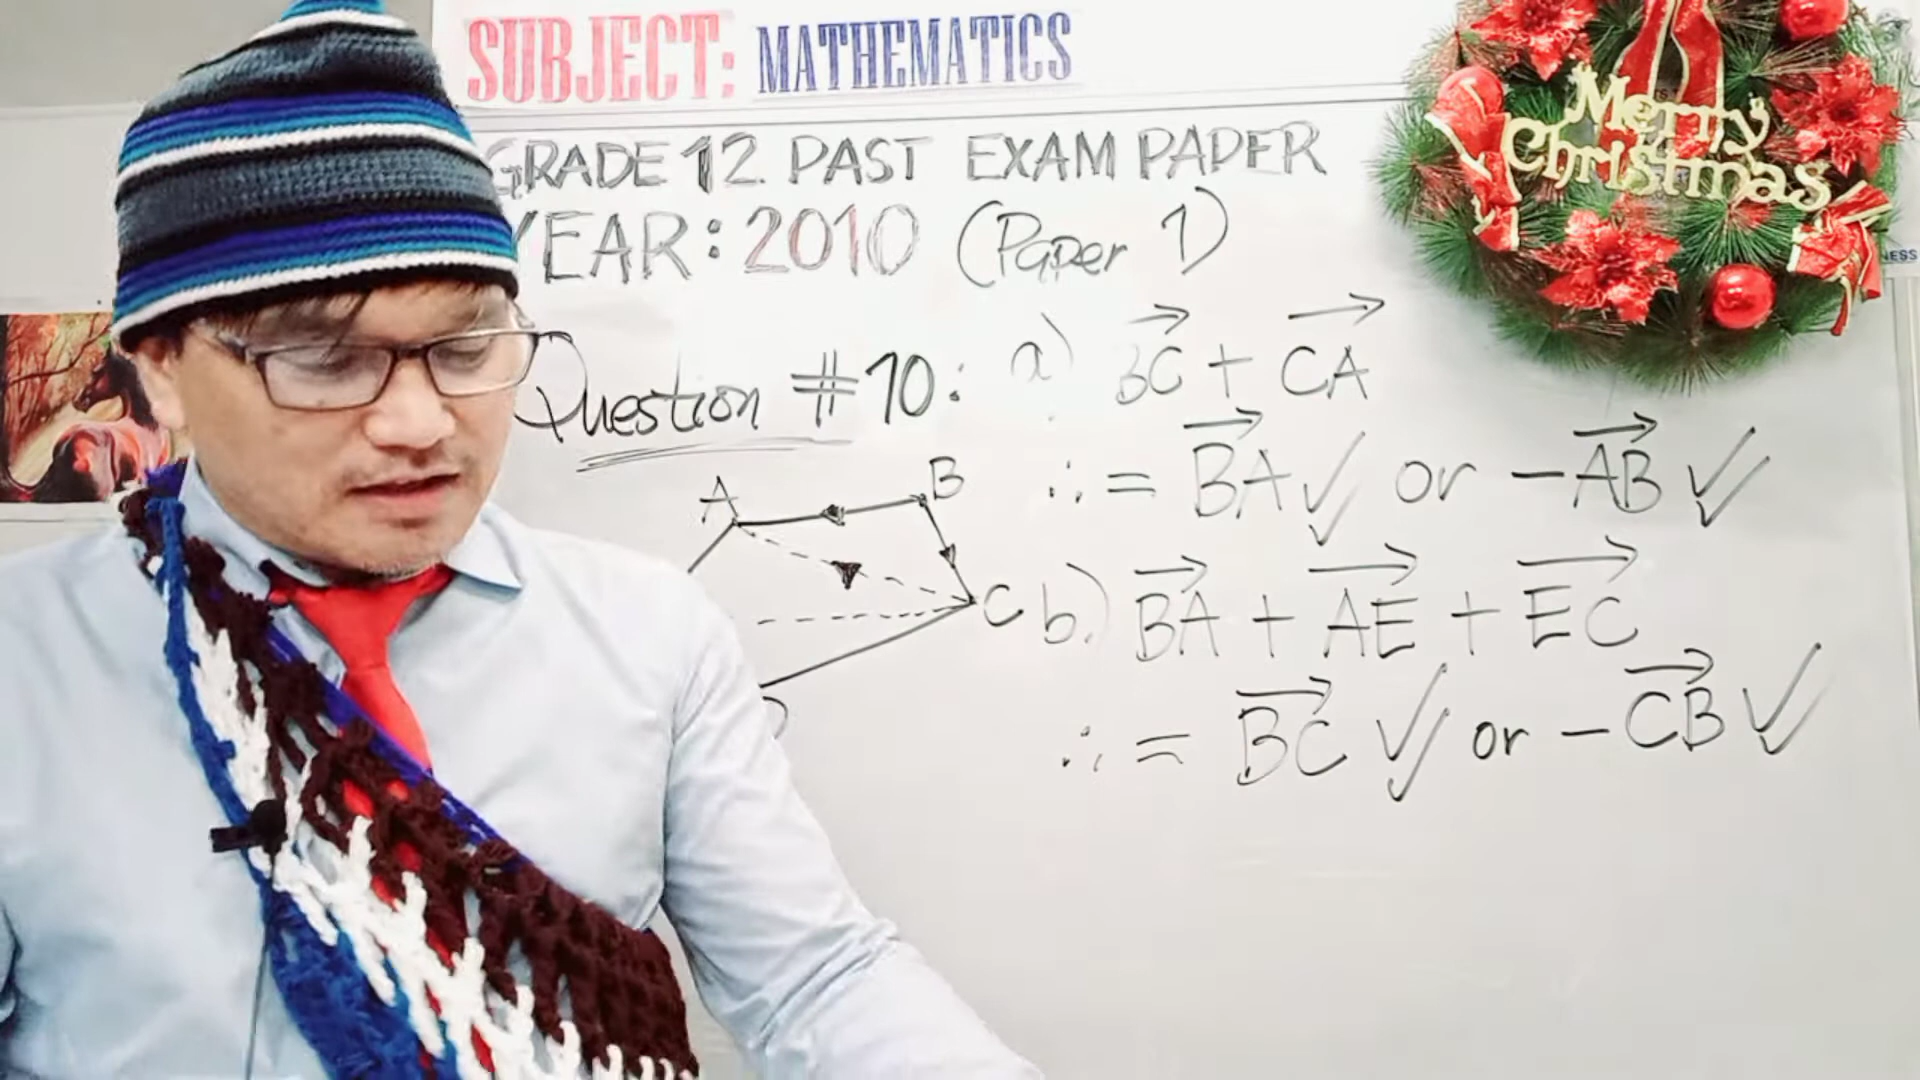 SUBJECT: MATHEMATICS
GRADE 12 PAST EXAM PAPER
YEAR: 2010 (Paper 1)
Merry
Christmas
NESS
Question #10: a) BC + CA
∴ = BA ✓ or -AB ✓
A B
C
b.) BA + AE + EC
∴ = BC ✓ or -CB ✓